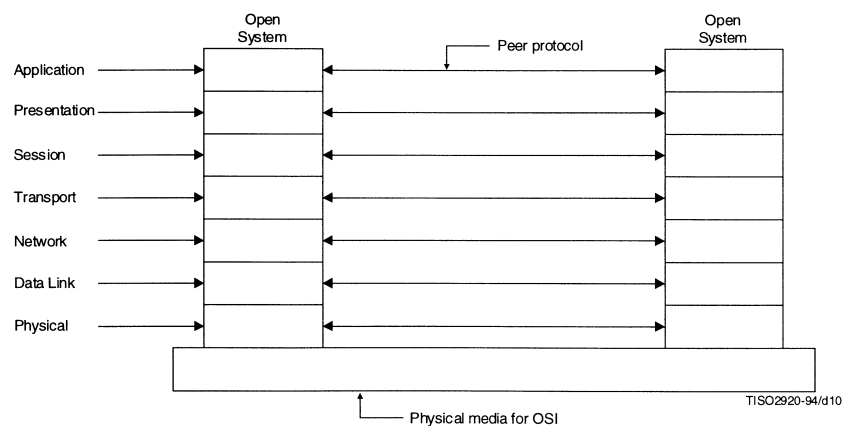 Open
System
Open
System
Peer protocol
Application
Presentation
Session
Transport
Network
Data Link
Physical
TISO2920-94/d10
Physical media for OSI